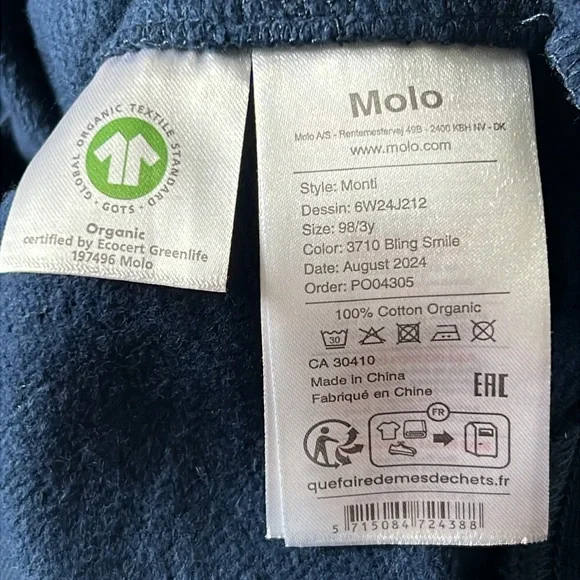 GLOBAL ORGANIC TEXTILE STANDARD
· GOTS ·
Organic
certified by Ecocert Greenlife
197496 Molo
Molo
Molo A/S - Rentemestervej 49B - 2400 KBH NV - DK
www.molo.com
Style: Monti
Dessin: 6W24J212
Size: 98/3y
Color: 3710 Bling Smile
Date: August 2024
Order: PO04305
100% Cotton Organic
30
CA 30410
Made in China
Fabriqué en Chine
EAC
FR
quefairedemesdechets.fr
5 715084 724388